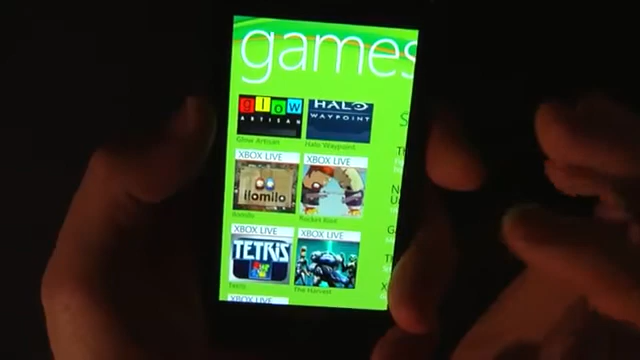 games
glow
ARTISAN
HALO
WAYPOINT
Glow Artisan
Halo Waypoint
XBOX LIVE
XBOX LIVE
ilomilo
ilomilo
Rocket Riot
XBOX LIVE
XBOX LIVE
TETRIS
Tetris
The Harvest
XBOX LIVE